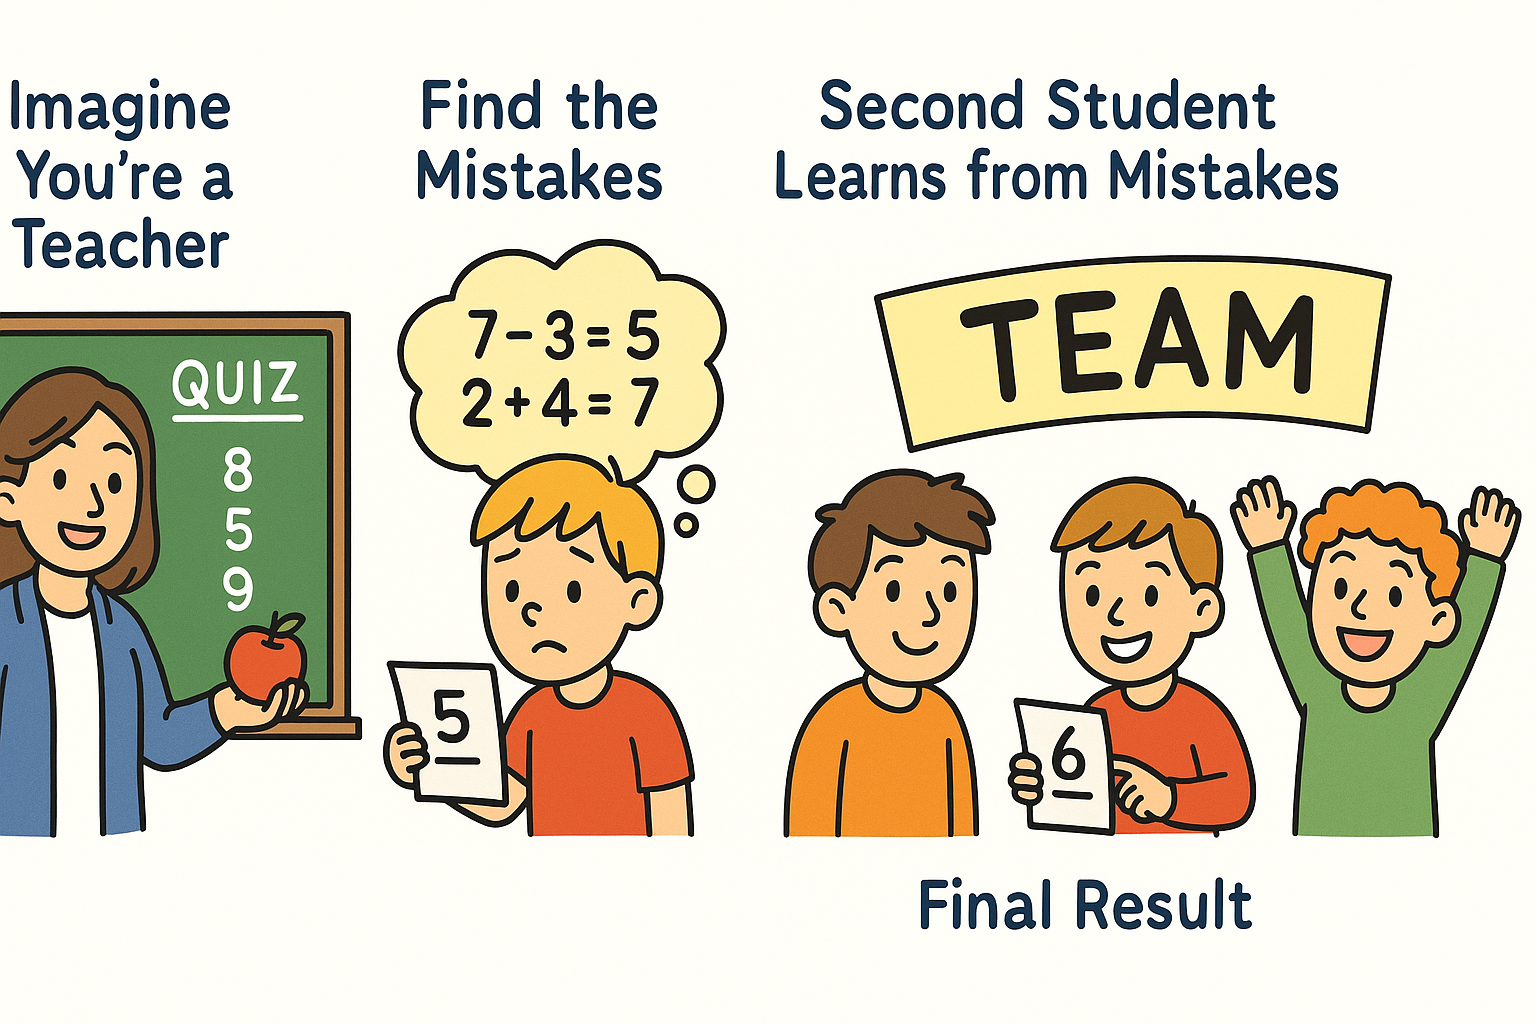 Imagine
You're a
Teacher
QUIZ
8
5
9
Find the
Mistakes
7-3=5
2+4=7
5
Second Student
Learns from Mistakes
TEAM
6
Final Result